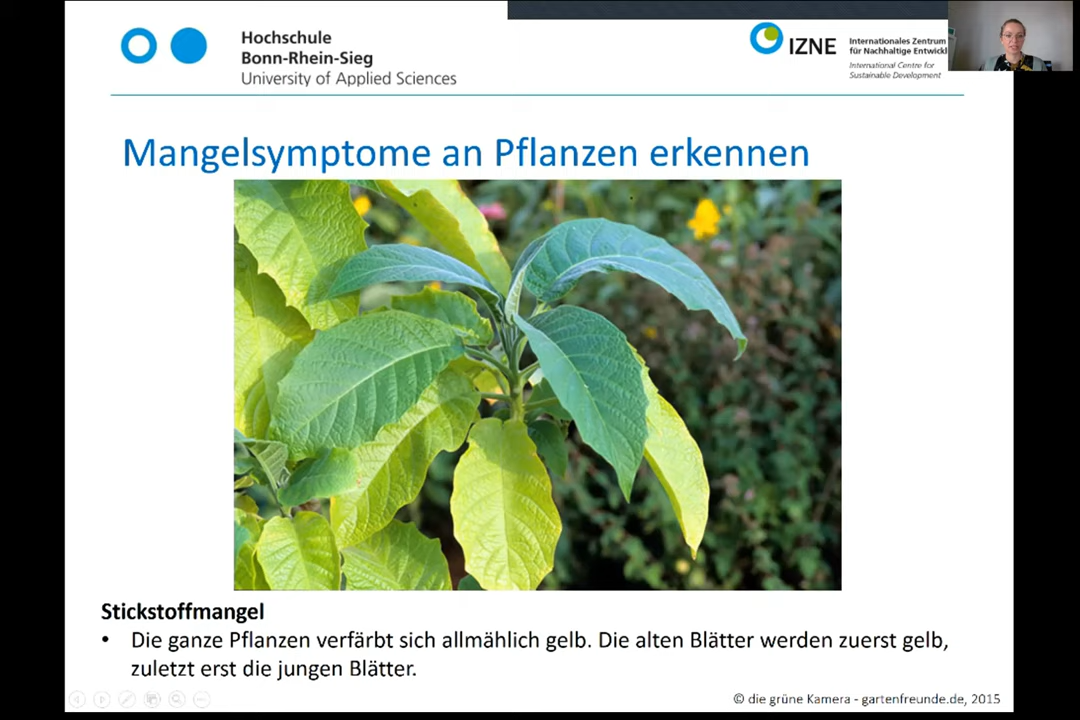 Hochschule
Bonn-Rhein-Sieg
University of Applied Sciences
IZNE
Internationales Zentrum
für Nachhaltige Entwickl
International Centre for
Sustainable Development
Mangelsymptome an Pflanzen erkennen
Stickstoffmangel
• Die ganze Pflanzen verfärbt sich allmählich gelb. Die alten Blätter werden zuerst gelb,
zuletzt erst die jungen Blätter.
© die grüne Kamera - gartenfreunde.de, 2015